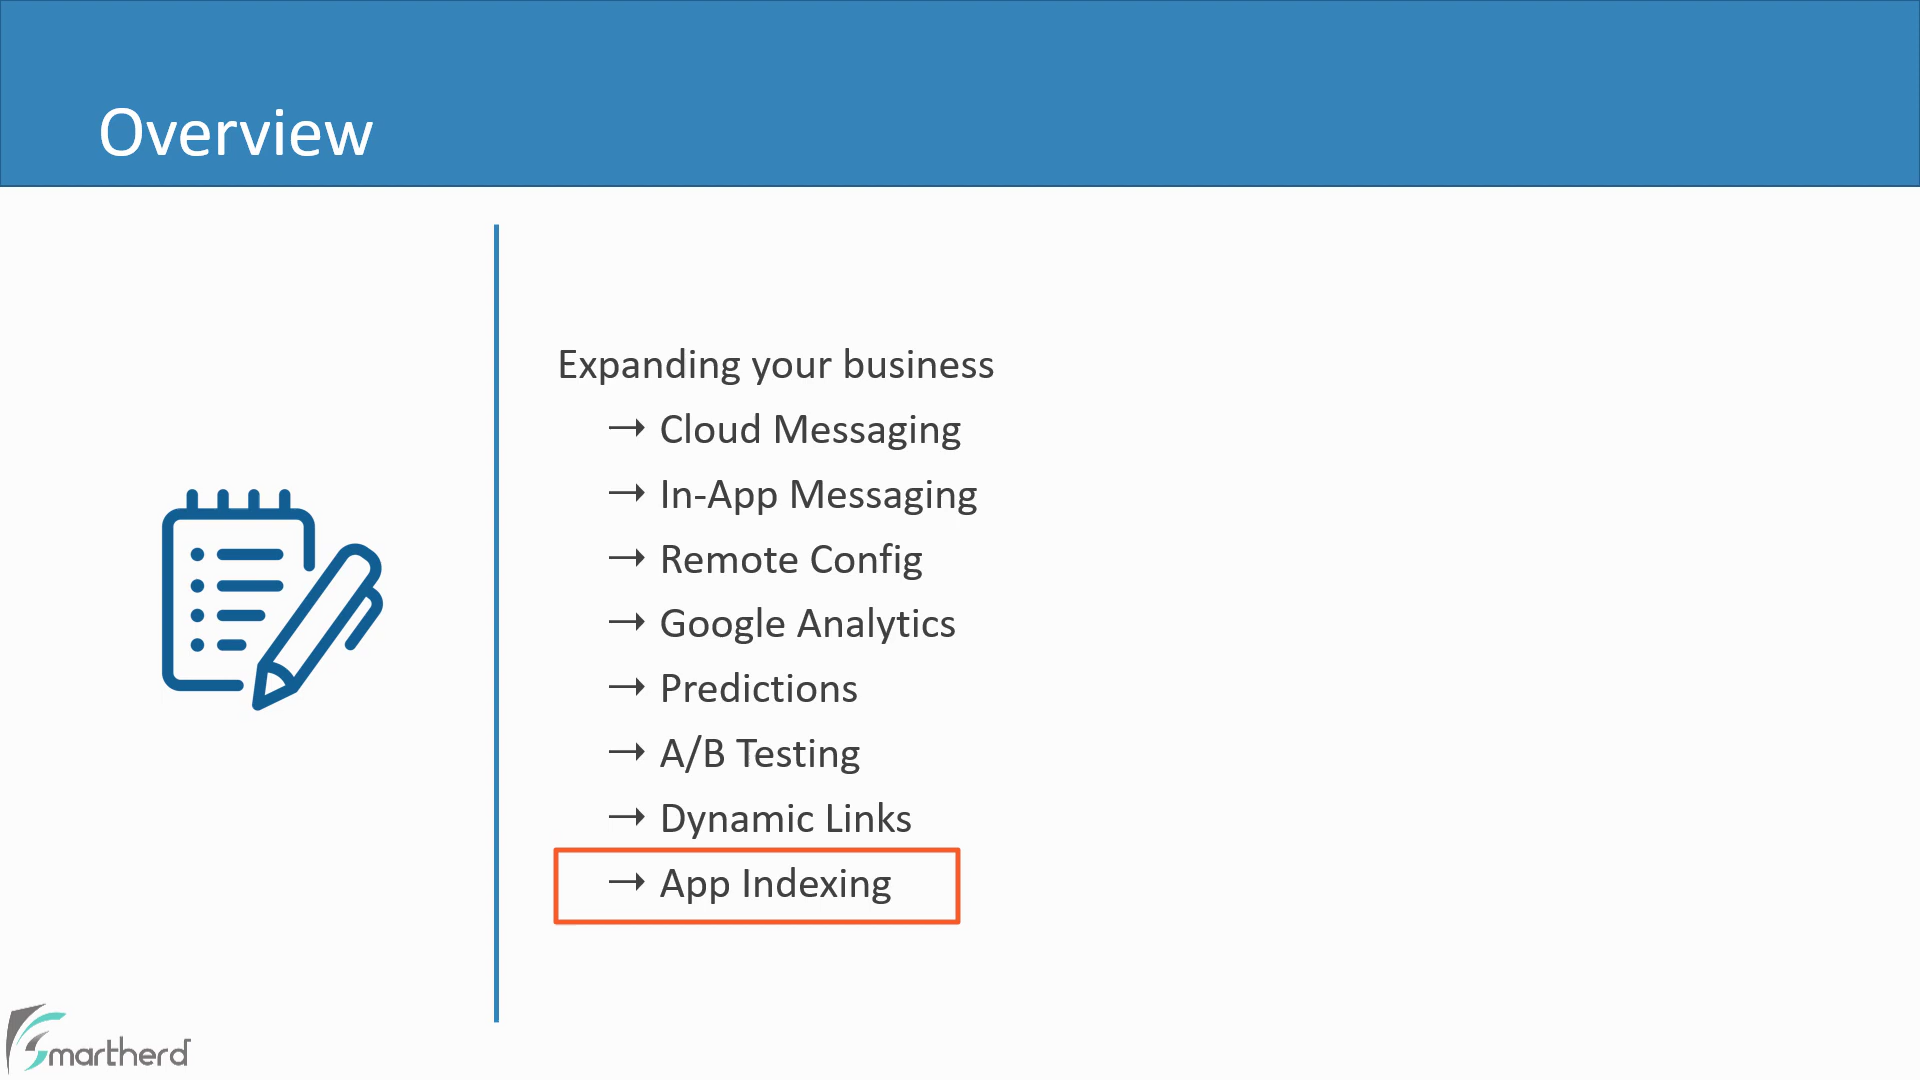 Overview
Expanding your business
→ Cloud Messaging
→ In-App Messaging
→ Remote Config
→ Google Analytics
→ Predictions
→ A/B Testing
→ Dynamic Links
→ App Indexing
Smartherd